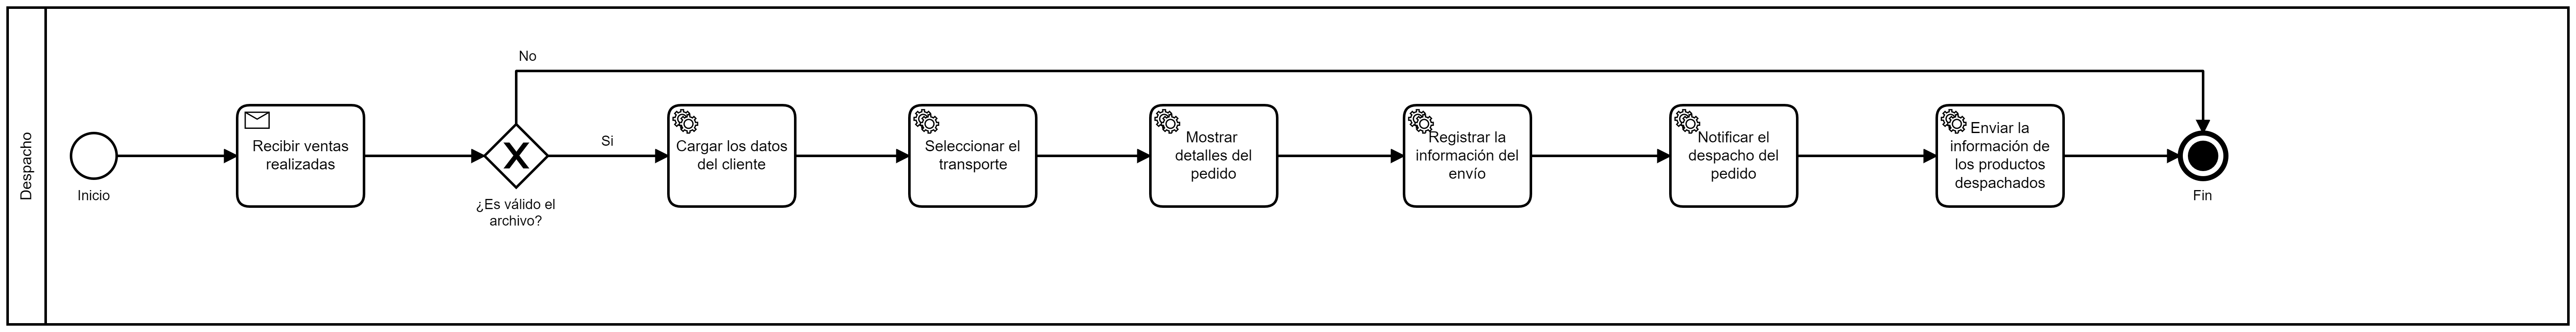 Despacho
Inicio
Recibir ventas
realizadas
¿Es válido el
archivo?
No
Si
Cargar los datos
del cliente
Seleccionar el
transporte
Mostrar
detalles del
pedido
Registrar la
información del
envío
Notificar el
despacho del
pedido
Enviar la
información de
los productos
despachados
Fin